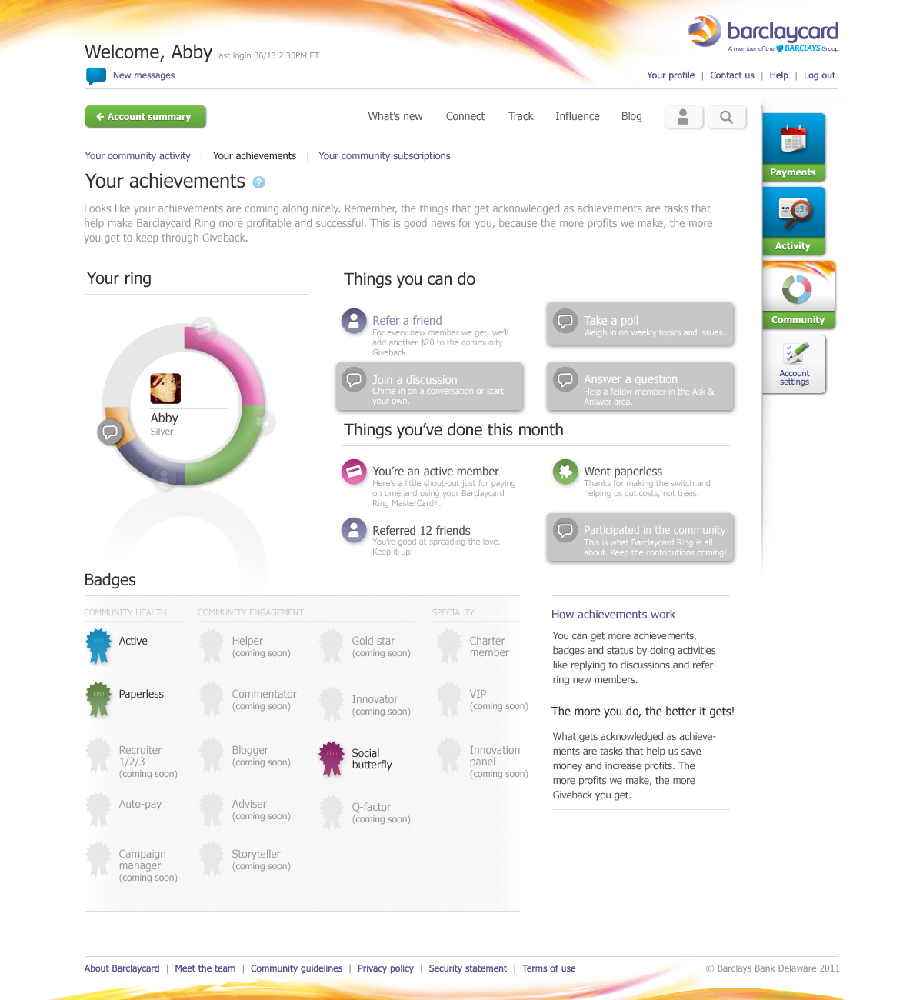 barclaycard
A member of the BARCLAYS Group
Welcome, Abby last login 06/13 2.30PM ET
New messages
Your profile | Contact us | Help | Log out
Account summary
What's new Connect Track Influence Blog
Your community activity | Your achievements | Your community subscriptions
Your achievements ?
Looks like your achievements are coming along nicely. Remember, the things that get acknowledged as achievements are tasks that
help make Barclaycard Ring more profitable and successful. This is good news for you, because the more profits we make, the more
you get to keep through Giveback.
Payments
Activity
Community
Account
settings
Your ring
Abby
Silver
Things you can do
Refer a friend
For every new member we get, we'll
add another $20 to the community
Giveback.
Take a poll
Weigh in on weekly topics and issues.
Join a discussion
Chime in on a conversation or start
your own.
Answer a question
Help a fellow member in the Ask &
Answer area.
Things you've done this month
You're an active member
Here's a little shout-out just for paying
on time and using your Barclaycard
Ring MasterCard®.
Went paperless
Thanks for making the switch and
helping us cut costs, not trees.
Referred 12 friends
You're good at spreading the love.
Keep it up!
Participated in the community
This is what Barclaycard Ring is all
about. Keep the contributions coming!
Badges
COMMUNITY HEALTH
FPO
Active
FPO
Paperless
Recruiter
1/2/3
(coming soon)
Auto-pay
Campaign
manager
(coming soon)
COMMUNITY ENGAGEMENT
Helper
(coming soon)
Commentator
(coming soon)
Blogger
(coming soon)
Adviser
(coming soon)
Storyteller
(coming soon)
Gold star
(coming soon)
Innovator
(coming soon)
FPO
Social
butterfly
Q-factor
(coming soon)
SPECIALTY
Charter
member
VIP
(coming soon)
Innovation
panel
(coming soon)
How achievements work
You can get more achievements,
badges and status by doing activities
like replying to discussions and refer-
ring new members.
The more you do, the better it gets!
What gets acknowledged as achieve-
ments are tasks that help us save
money and increase profits. The
more profits we make, the more
Giveback you get.
About Barclaycard | Meet the team | Community guidelines | Privacy policy | Security statement | Terms of use
© Barclays Bank Delaware 2011